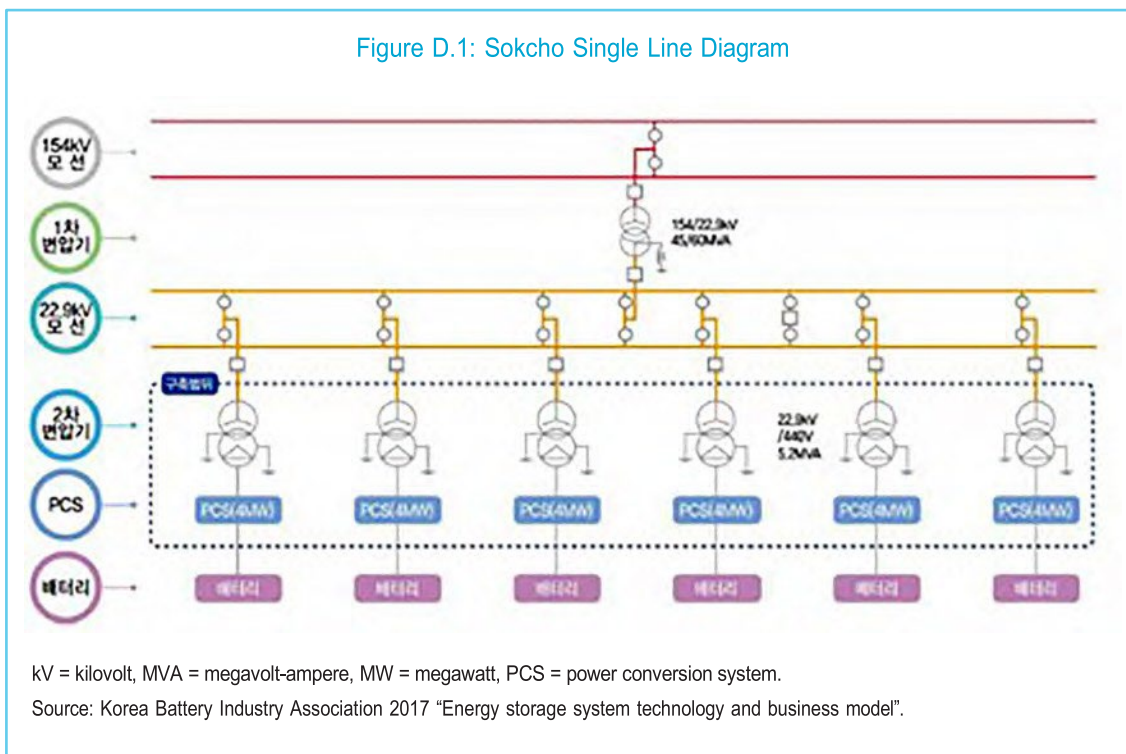 Figure D.1: Sokcho Single Line Diagram
154kV
모 선
1차
변압기
154/22.9kV
45/60MVA
22.9kV
모 선
구축범위
2차
변압기
22.9kV
/440V
5.2MVA
PCS
PCS(4MW)
PCS(4MW)
PCS(4MW)
PCS(4MW)
PCS(4MW)
PCS(4MW)
배터리
배터리
배터리
배터리
배터리
배터리
배터리
kV = kilovolt, MVA = megavolt-ampere, MW = megawatt, PCS = power conversion system.
Source: Korea Battery Industry Association 2017 “Energy storage system technology and business model”.